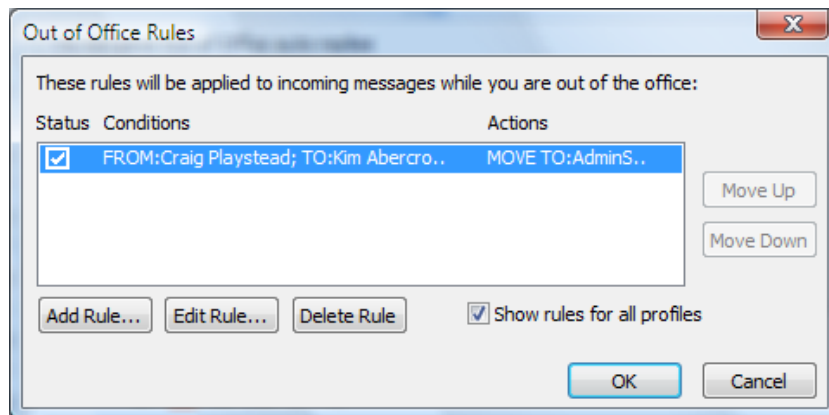 Out of Office Rules
These rules will be applied to incoming messages while you are out of the office:
Status Conditions Actions
FROM:Craig Playstead; TO:Kim Abercro.. MOVE TO:AdminS..
Move Up
Move Down
Add Rule... Edit Rule... Delete Rule Show rules for all profiles
OK Cancel